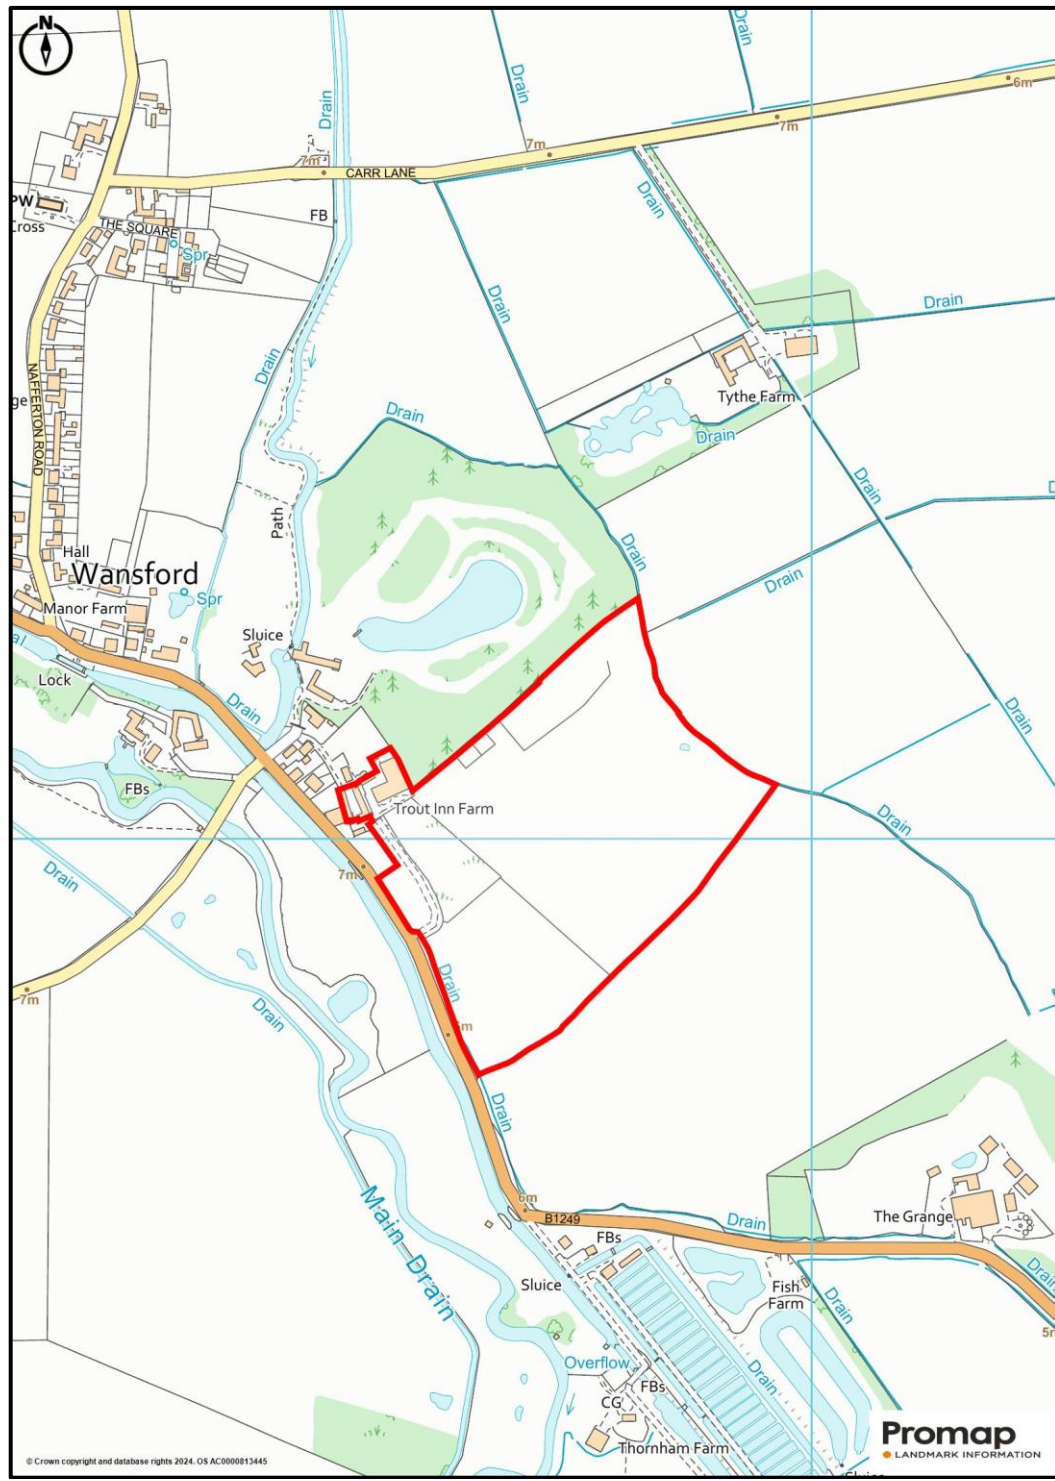 N
Drain
Drain
Drain
6m
7m
7m
7m
CARR LANE
PW
Cross
THE SQUARE
Spr
FB
Drain
Drain
Drain
Drain
NAFFERTON ROAD
Tythe Farm
Drain
Drain
Drain
Path
Drain
Drain
Hall
Wansford
Manor Farm
Spr
Sluice
Lock
Drain
Drain
FBs
Trout Inn Farm
Drain
7m
Drain
Drain
7m
Drain
Drain
Main Drain
6m
B1249
Drain
The Grange
FBs
Sluice
Fish
Farm
Drain
Drain
Overflow
FBs
Drain
CG
Thornham Farm
Sluice
Promap
LANDMARK INFORMATION
© Crown copyright and database rights 2024. OS AC0000813445